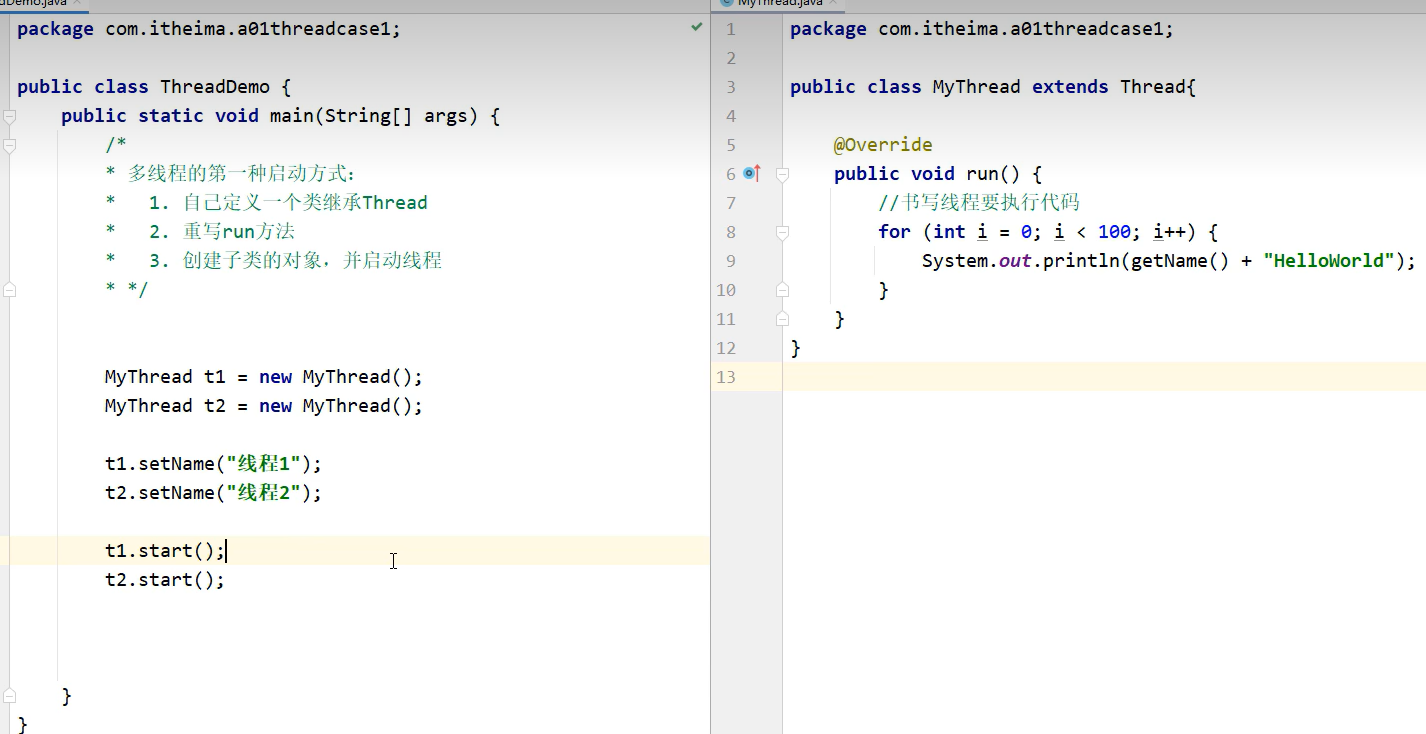 dDemo.java
package com.itheima.a01threadcase1;
public class ThreadDemo {
public static void main(String[] args) {
/*
* 多线程的第一种启动方式：
* 1. 自己定义一个类继承Thread
* 2. 重写run方法
* 3. 创建子类的对象，并启动线程
* */
MyThread t1 = new MyThread();
MyThread t2 = new MyThread();
t1.setName("线程1");
t2.setName("线程2");
t1.start();
t2.start();
}
}
MyThread.java
1 package com.itheima.a01threadcase1;
2
3 public class MyThread extends Thread{
4
5 @Override
6 public void run() {
7 //书写线程要执行代码
8 for (int i = 0; i < 100; i++) {
9 System.out.println(getName() + "HelloWorld");
10 }
11 }
12 }
13